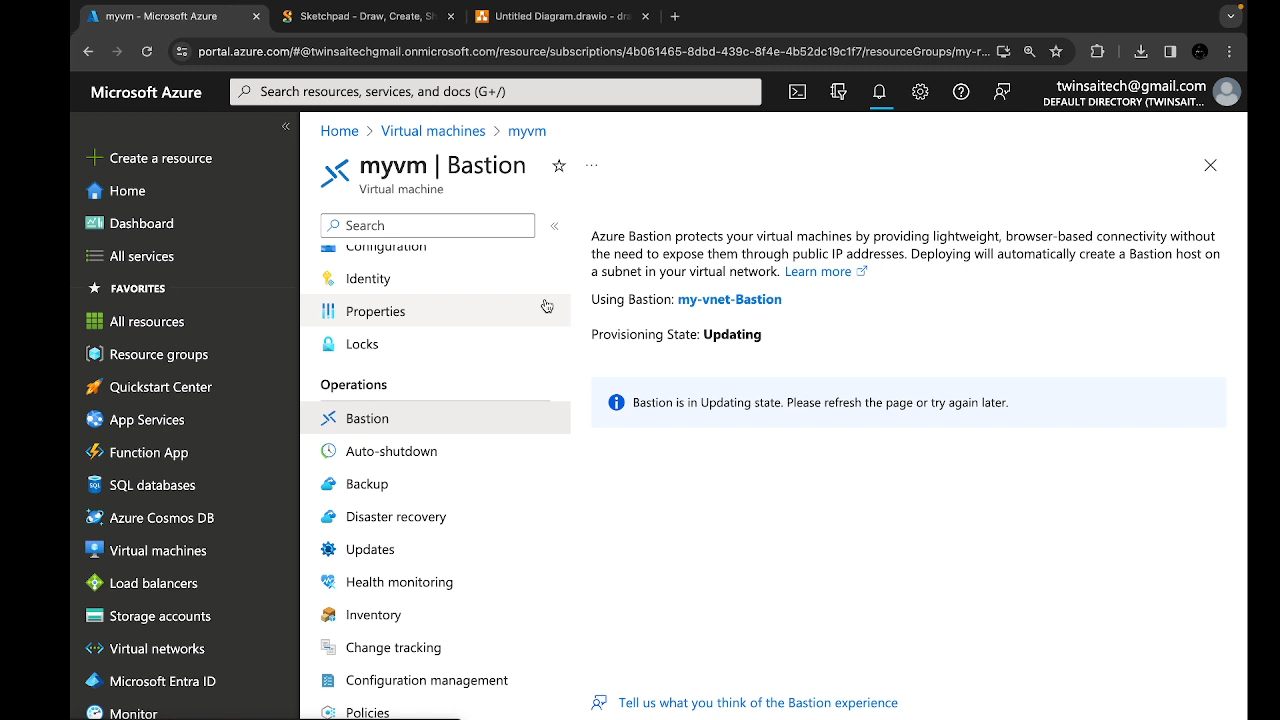 myvm - Microsoft Azure
Sketchpad - Draw, Create, Sh
Untitled Diagram.drawio - dra
portal.azure.com/#@twinsaitechgmail.onmicrosoft.com/resource/subscriptions/4b061465-8dbd-439c-8f4e-4b52dc19c1f7/resourceGroups/my-r...
Microsoft Azure
Search resources, services, and docs (G+/)
twinsaitech@gmail.com
DEFAULT DIRECTORY (TWINSAIT...
Create a resource
Home
Dashboard
All services
FAVORITES
All resources
Resource groups
Quickstart Center
App Services
Function App
SQL databases
Azure Cosmos DB
Virtual machines
Load balancers
Storage accounts
Virtual networks
Microsoft Entra ID
Monitor
Home > Virtual machines > myvm
myvm | Bastion
Virtual machine
Search
Configuration
Identity
Properties
Locks
Operations
Bastion
Auto-shutdown
Backup
Disaster recovery
Updates
Health monitoring
Inventory
Change tracking
Configuration management
Policies
Azure Bastion protects your virtual machines by providing lightweight, browser-based connectivity without
the need to expose them through public IP addresses. Deploying will automatically create a Bastion host on
a subnet in your virtual network. Learn more
Using Bastion: my-vnet-Bastion
Provisioning State: Updating
Bastion is in Updating state. Please refresh the page or try again later.
Tell us what you think of the Bastion experience